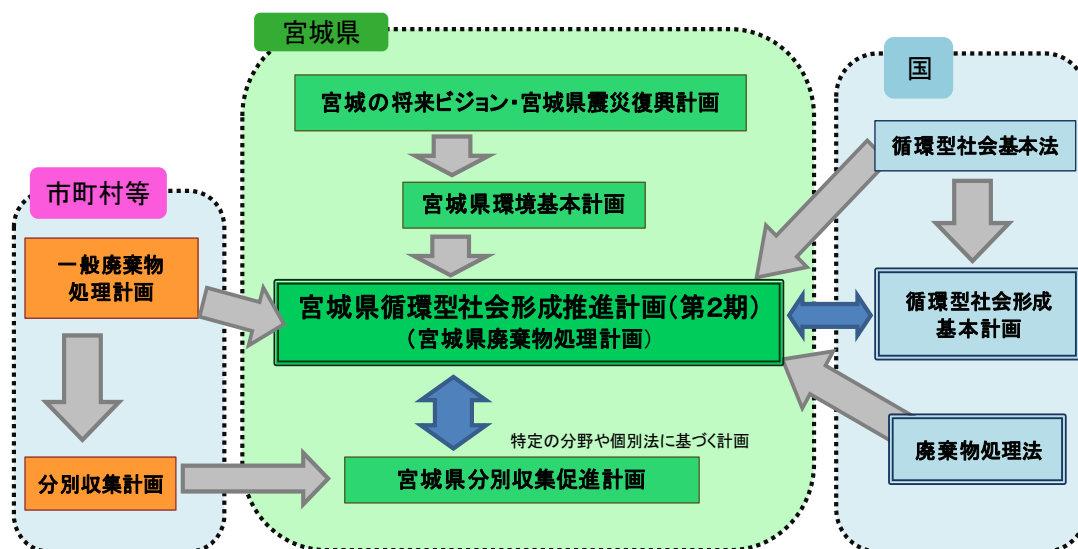 宮城県
宮城の将来ビジョン・宮城県震災復興計画
宮城県環境基本計画
宮城県循環型社会形成推進計画(第2期)
(宮城県廃棄物処理計画)
特定の分野や個別法に基づく計画
宮城県分別収集促進計画
市町村等
一般廃棄物
処理計画
分別収集計画
国
循環型社会基本法
循環型社会形成
基本計画
廃棄物処理法